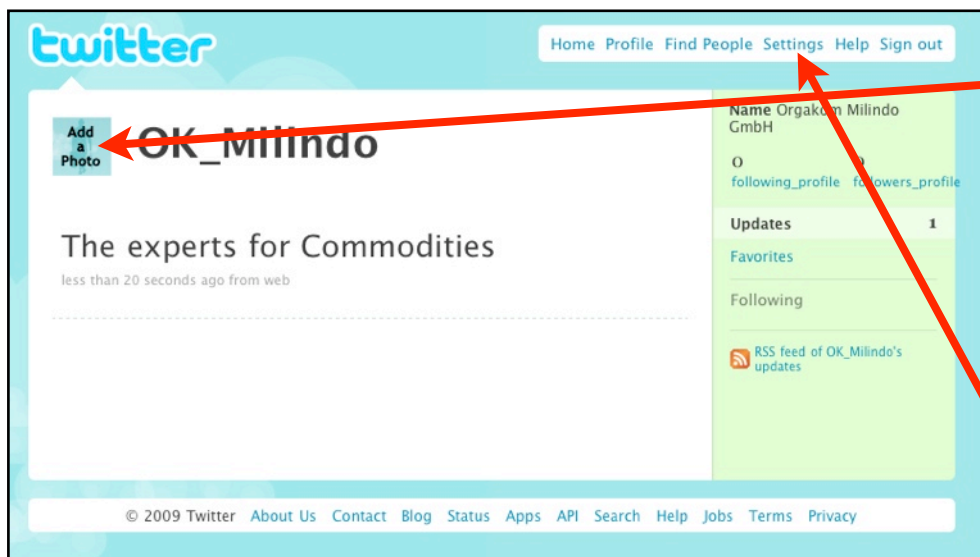 twitter
Home Profile Find People Settings Help Sign out
Add
a
Photo
OK_Milindo
The experts for Commodities
less than 20 seconds ago from web
Name Orgakom Milindo
GmbH
0
following_profile followers_profile
Updates 1
Favorites
Following
RSS feed of OK_Milindo's
updates
© 2009 Twitter About Us Contact Blog Status Apps API Search Help Jobs Terms Privacy